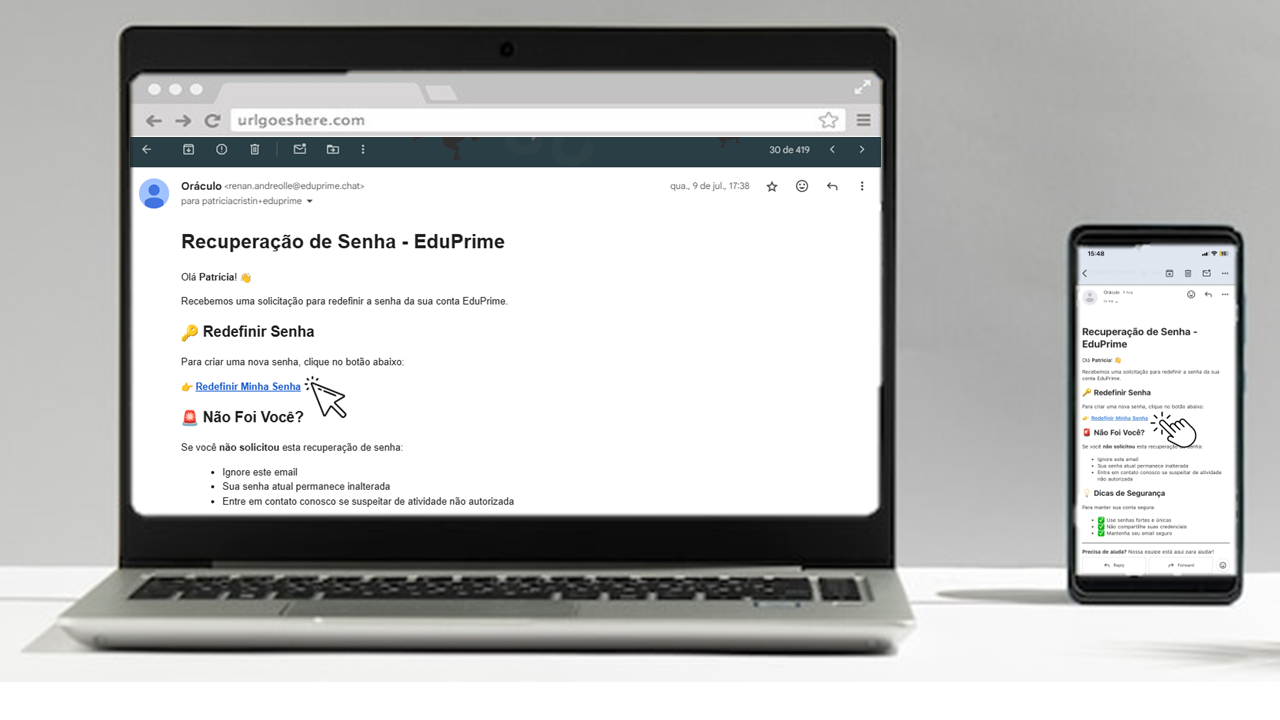 urlgoeshere.com
30 de 419
Oráculo <renan.andreolle@eduprime.chat>
qua., 9 de jul., 17:38
para patriciacristin+eduprime
Recuperação de Senha - EduPrime
Olá Patrícia! 👋
Recebemos uma solicitação para redefinir a senha da sua conta EduPrime.
🔑 Redefinir Senha
Para criar uma nova senha, clique no botão abaixo:
👉 Redefinir Minha Senha
🚨 Não Foi Você?
Se você não solicitou esta recuperação de senha:
• Ignore este email
• Sua senha atual permanece inalterada
• Entre em contato conosco se suspeitar de atividade não autorizada
15:48
Oráculo
Recuperação de Senha -
EduPrime
Olá Patrícia! 👋
Recebemos uma solicitação para redefinir a senha da sua
conta EduPrime.
🔑 Redefinir Senha
Para criar uma nova senha, clique no botão abaixo:
👉 Redefinir Minha Senha
🚨 Não Foi Você?
Se você não solicitou esta recuperação de senha:
• Ignore este email
• Sua senha atual permanece inalterada
• Entre em contato conosco se suspeitar de atividade
não autorizada
💡 Dicas de Segurança
Para manter sua conta segura:
• ✅ Use senhas fortes e únicas
• ✅ Não compartilhe suas credenciais
• ✅ Mantenha seu email seguro
Precisa de ajuda? Nossa equipe está aqui para ajudar!
Reply
Forward